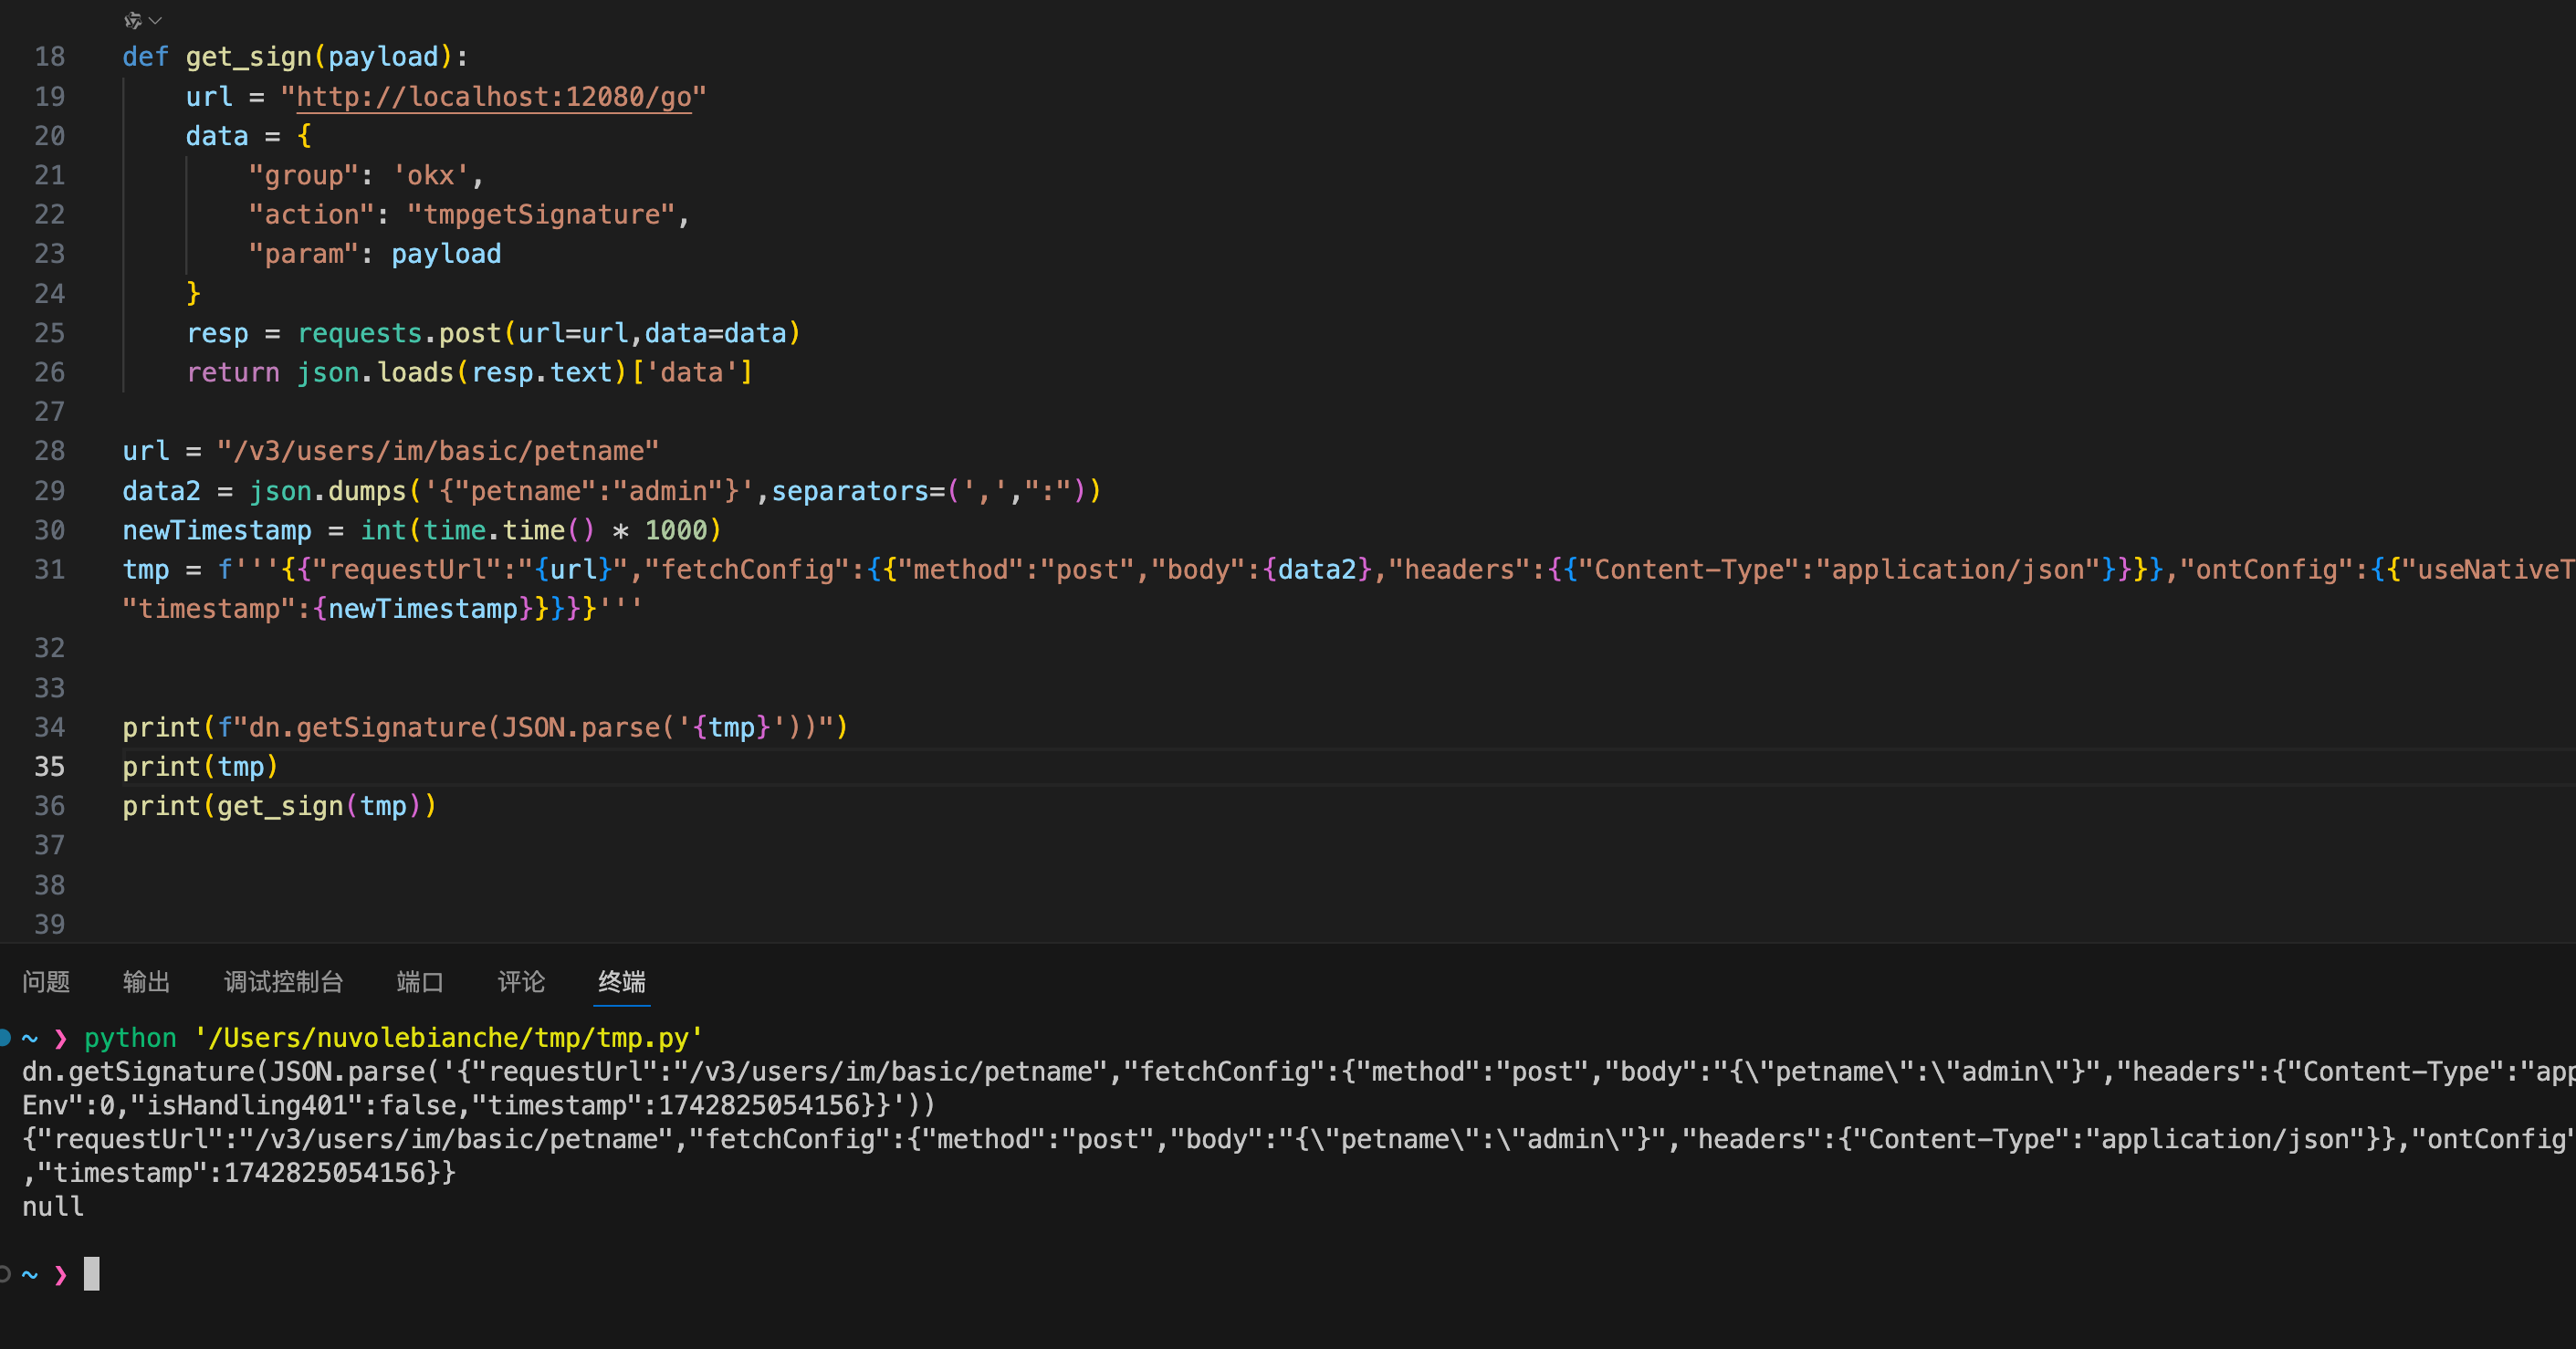 18 def get_sign(payload):
19 url = "http://localhost:12080/go"
20 data = {
21 "group": 'okx',
22 "action": "tmpgetSignature",
23 "param": payload
24 }
25 resp = requests.post(url=url,data=data)
26 return json.loads(resp.text)['data']
27
28 url = "/v3/users/im/basic/petname"
29 data2 = json.dumps('{"petname":"admin"}',separators=(',',":"))
30 newTimestamp = int(time.time() * 1000)
31 tmp = f'''{{"requestUrl":"{url}","fetchConfig":{{"method":"post","body":{data2},"headers":{{"Content-Type":"application/json"}}}},"ontConfig":{{"useNativeT
"timestamp":{newTimestamp}}}}}'''
32
33
34 print(f"dn.getSignature(JSON.parse('{tmp}'))")
35 print(tmp)
36 print(get_sign(tmp))
37
38
39
问题 输出 调试控制台 端口 评论 终端
~ ❯ python '/Users/nuvolebianche/tmp/tmp.py'
dn.getSignature(JSON.parse('{"requestUrl":"/v3/users/im/basic/petname","fetchConfig":{"method":"post","body":"{\"petname\":\"admin\"}","headers":{"Content-Type":"app
Env":0,"isHandling401":false,"timestamp":1742825054156}}'))
{"requestUrl":"/v3/users/im/basic/petname","fetchConfig":{"method":"post","body":"{\"petname\":\"admin\"}","headers":{"Content-Type":"application/json"}},"ontConfig"
,"timestamp":1742825054156}}
null
~ ❯